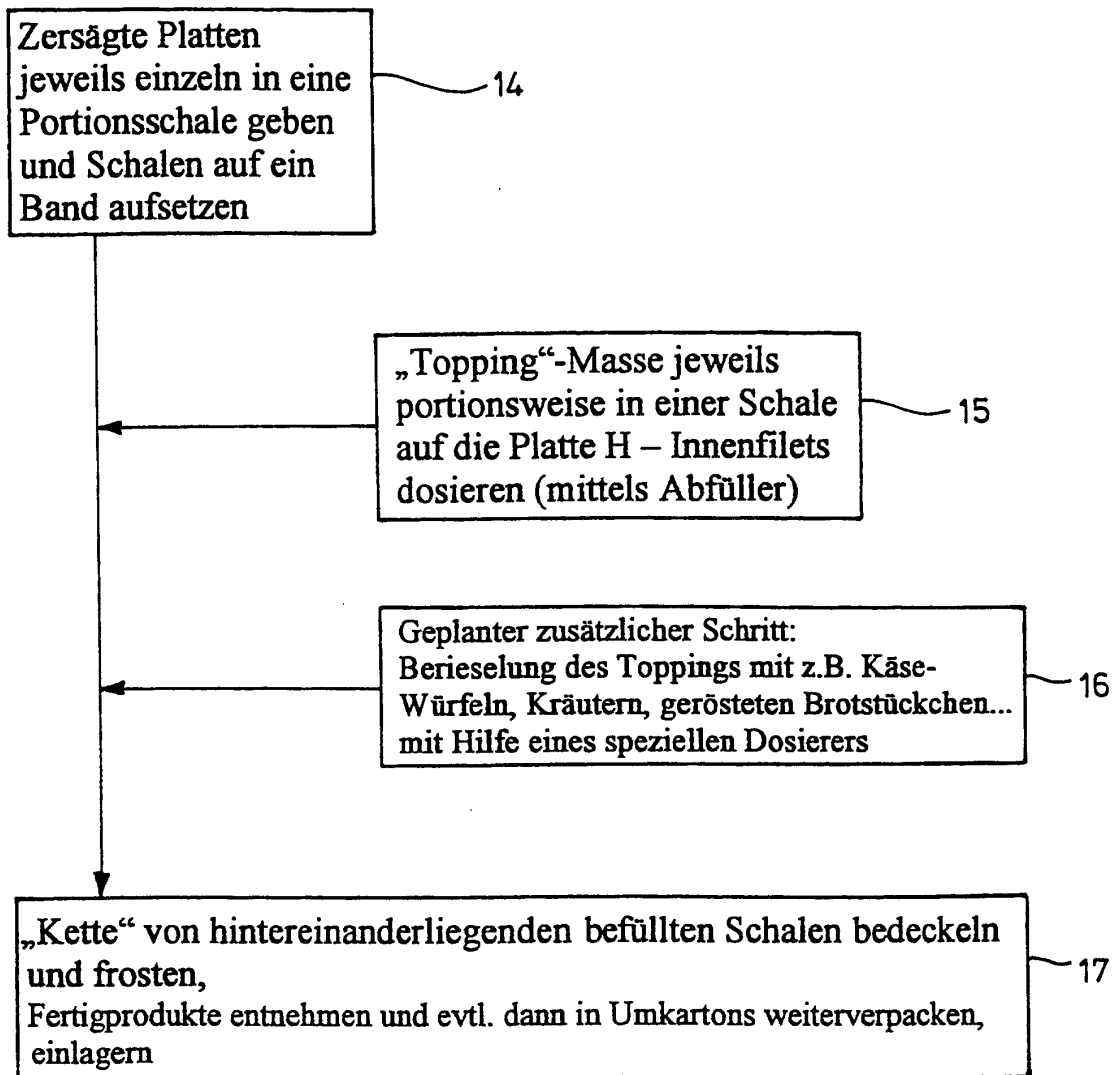 Zersägte Platten
jeweils einzeln in eine
Portionsschale geben
und Schalen auf ein
Band aufsetzen
14
„Topping“-Masse jeweils
portionsweise in einer Schale
auf die Platte H – Innenfilets
dosieren (mittels Abfüller)
15
Geplanter zusätzlicher Schritt:
Berieselung des Toppings mit z.B. Käse-
Würfeln, Kräutern, gerösteten Brotstückchen...
mit Hilfe eines speziellen Dosierers
16
„Kette“ von hintereinanderliegenden befüllten Schalen bedeckeln
und frosten,
Fertigprodukte entnehmen und evtl. dann in Umkartons weiterverpacken,
einlagern
17